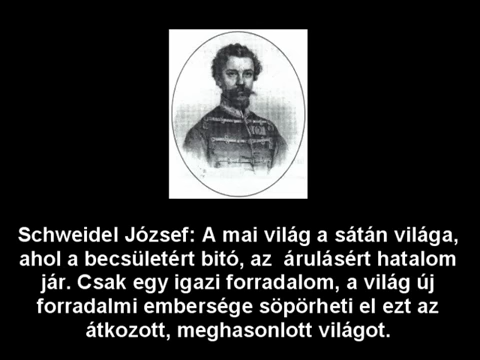 Schweidel József: A mai világ a sátán világa,
ahol a becsületért bitó, az  árulásért hatalom
jár. Csak egy igazi forradalom, a világ új
forradalmi embersége söpörheti el ezt az
átkozott, meghasonlott világot.